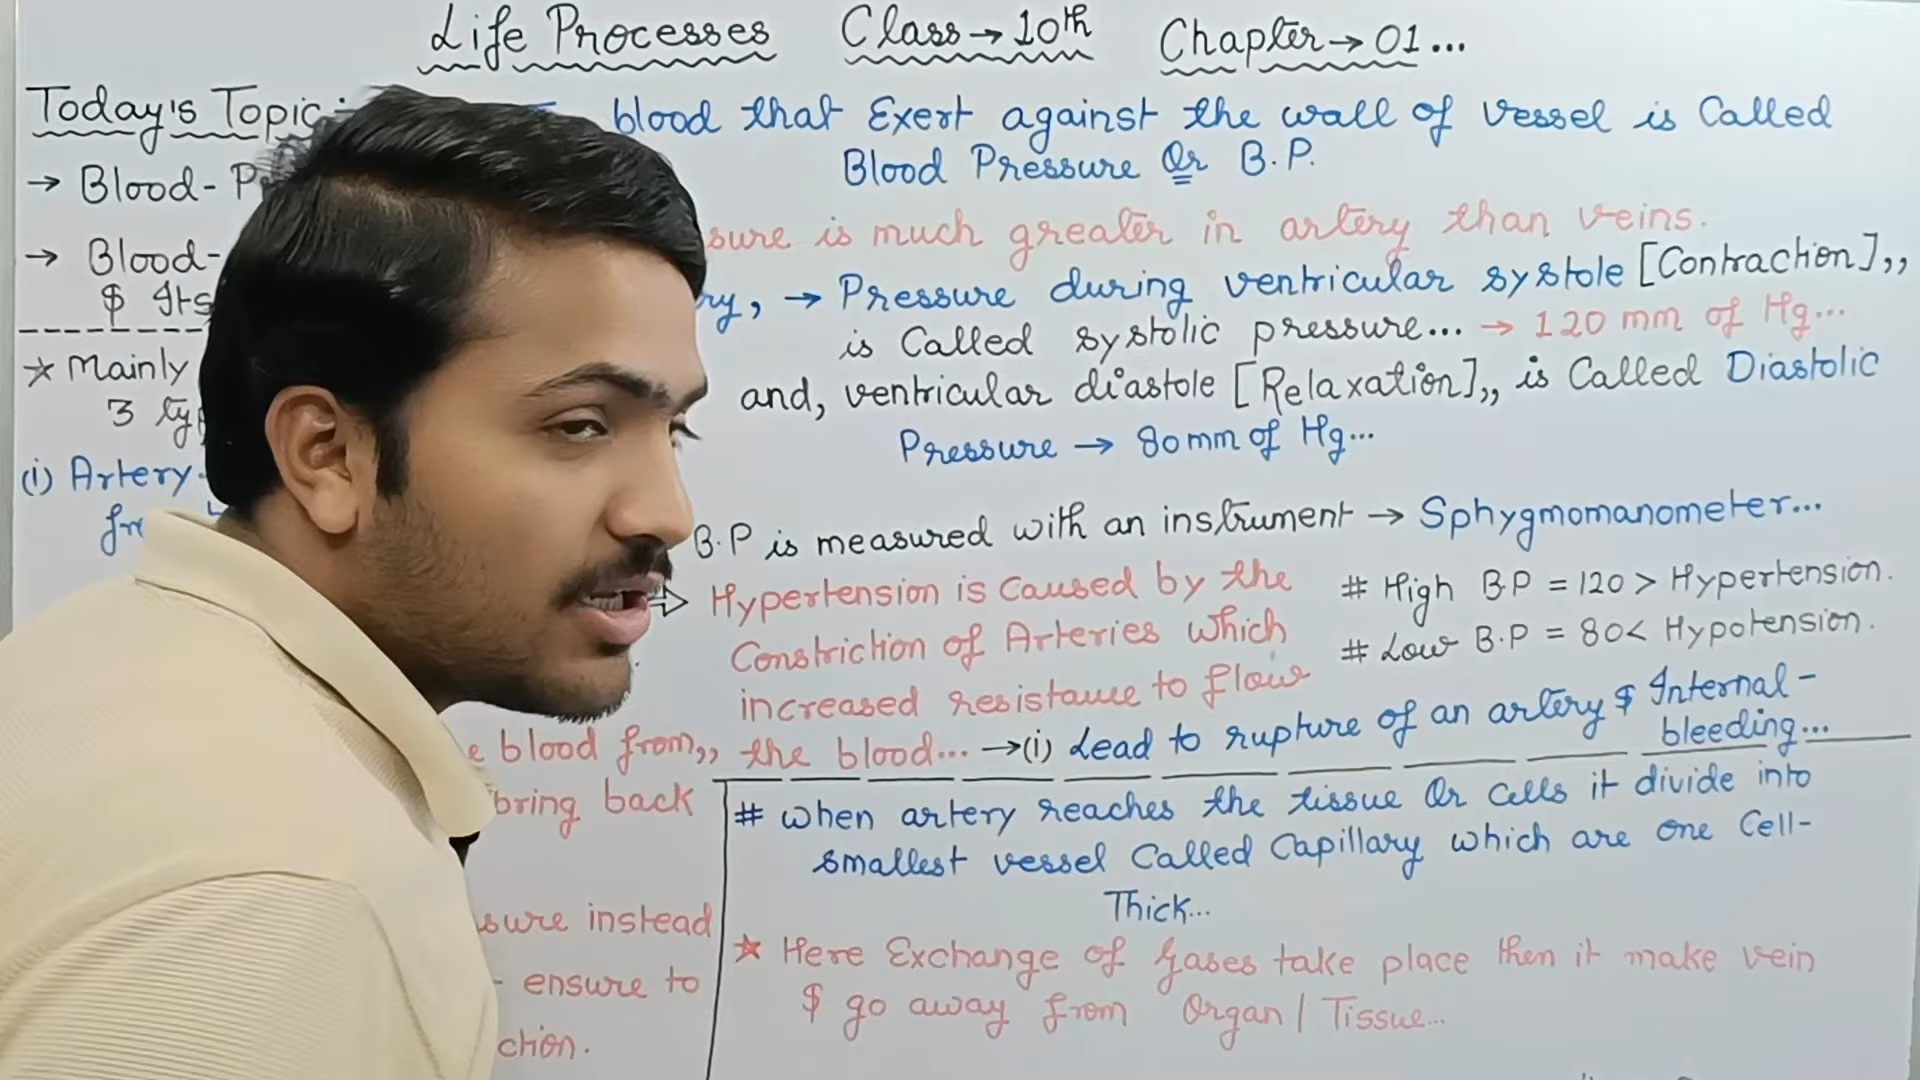 Life Processes Class→10th Chapter→01...
Today's Topic
→ Blood-
→ Blood-
$ Its
★ Mainly
3
(i) Artery
blood that Exert against the wall of vessel is Called
Blood Pressure Or B.P.
is much greater in artery than veins.
→ Pressure during ventricular systole [Contraction],,
is Called systolic pressure... → 120 mm of Hg...
and, ventricular diastole [Relaxation],, is Called Diastolic
Pressure → 80mm of Hg...
B.P is measured with an instrument → Sphygmomanometer...
⇒ Hypertension is Caused by the
Constriction of Arteries which
increased resistance to flow
the blood... →(i) Lead to rupture of an artery $ Internal-
bleeding...
# High B.P = 120 > Hypertension.
# Low B.P = 80< Hypotension.
blood from,,
bring back
instead
- ensure to
# when artery reaches the tissue Or Cells it divide into
smallest vessel Called Capillary which are one Cell-
Thick...
★ Here Exchange of gases take place then it make vein
$ go away from Organ/Tissue...